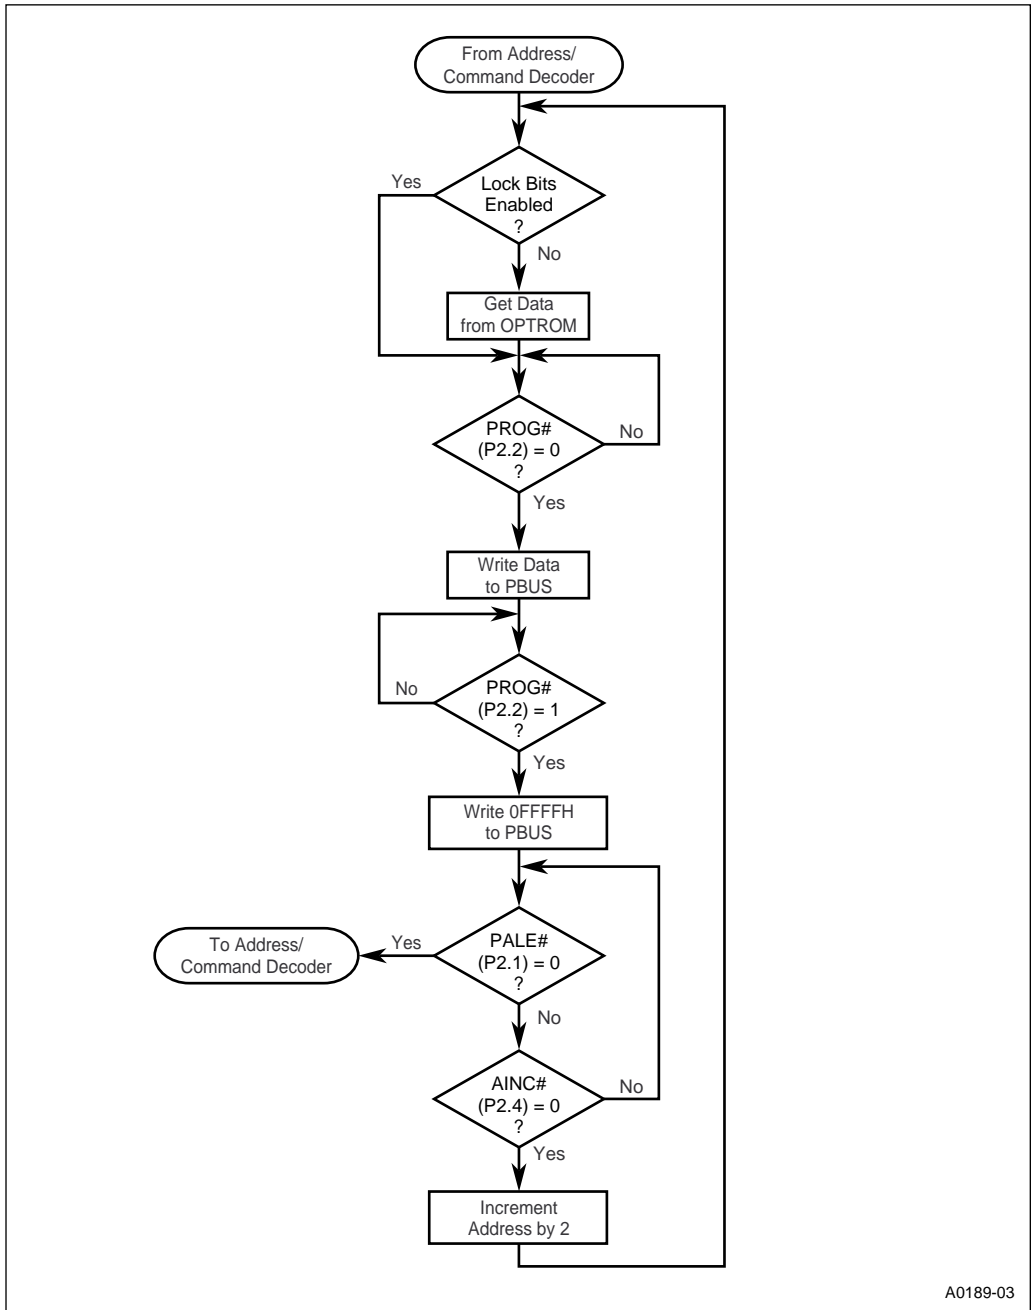 From Address/
Command Decoder
Lock Bits
Enabled
?
Yes
No
Get Data
from OPTROM
PROG#
(P2.2) = 0
?
No
Yes
Write Data
to PBUS
PROG#
(P2.2) = 1
?
No
Yes
Write 0FFFFH
to PBUS
PALE#
(P2.1) = 0
?
Yes
To Address/
Command Decoder
No
AINC#
(P2.4) = 0
?
No
Yes
Increment
Address by 2
A0189-03